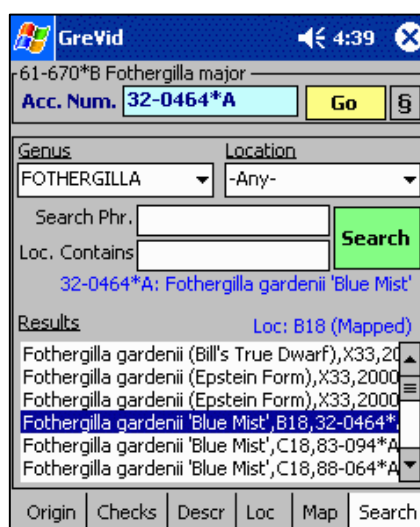 GreVid 4:39
61-670*B Fothergilla major
Acc. Num. 32-0464*A Go §
Genus Location
FOTHERGILLA -Any-
Search Phr.
Search
Loc. Contains
32-0464*A: Fothergilla gardenii 'Blue Mist'
Results Loc: B18 (Mapped)
Fothergilla gardenii (Bill's True Dwarf),X33,20
Fothergilla gardenii (Epstein Form),X33,2000
Fothergilla gardenii (Epstein Form),X33,2000
Fothergilla gardenii 'Blue Mist',B18,32-0464*
Fothergilla gardenii 'Blue Mist',C18,83-094*A
Fothergilla gardenii 'Blue Mist',C18,88-064*A
Origin Checks Descr Loc Map Search